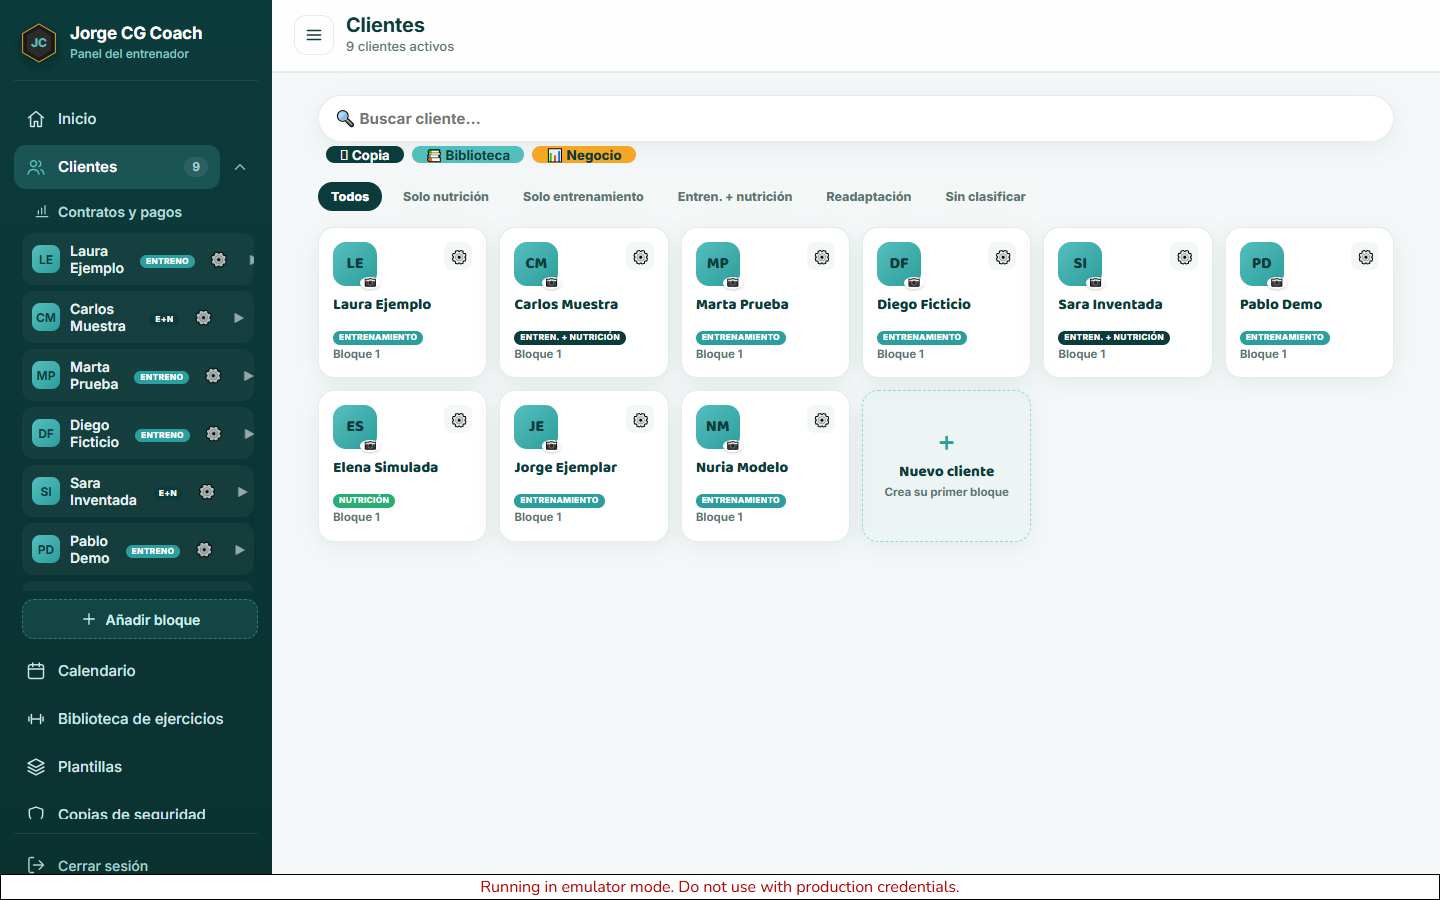 JC
Jorge CG Coach
Panel del entrenador
Inicio
Clientes 9
Contratos y pagos
LE Laura Ejemplo ENTRENO
CM Carlos Muestra E+N
MP Marta Prueba ENTRENO
DF Diego Ficticio ENTRENO
SI Sara Inventada E+N
PD Pablo Demo ENTRENO
Añadir bloque
Calendario
Biblioteca de ejercicios
Plantillas
Copias de seguridad
Cerrar sesión
Clientes
9 clientes activos
Buscar cliente...
Copia Biblioteca Negocio
Todos Solo nutrición Solo entrenamiento Entren. + nutrición Readaptación Sin clasificar
LE CM MP DF SI PD
Laura Ejemplo Carlos Muestra Marta Prueba Diego Ficticio Sara Inventada Pablo Demo
ENTRENAMIENTO ENTREN. + NUTRICIÓN ENTRENAMIENTO ENTRENAMIENTO ENTREN. + NUTRICIÓN ENTRENAMIENTO
Bloque 1 Bloque 1 Bloque 1 Bloque 1 Bloque 1 Bloque 1
ES JE NM
Elena Simulada Jorge Ejemplar Nuria Modelo
NUTRICIÓN ENTRENAMIENTO ENTRENAMIENTO
Bloque 1 Bloque 1 Bloque 1
+
Nuevo cliente
Crea su primer bloque
Running in emulator mode. Do not use with production credentials.